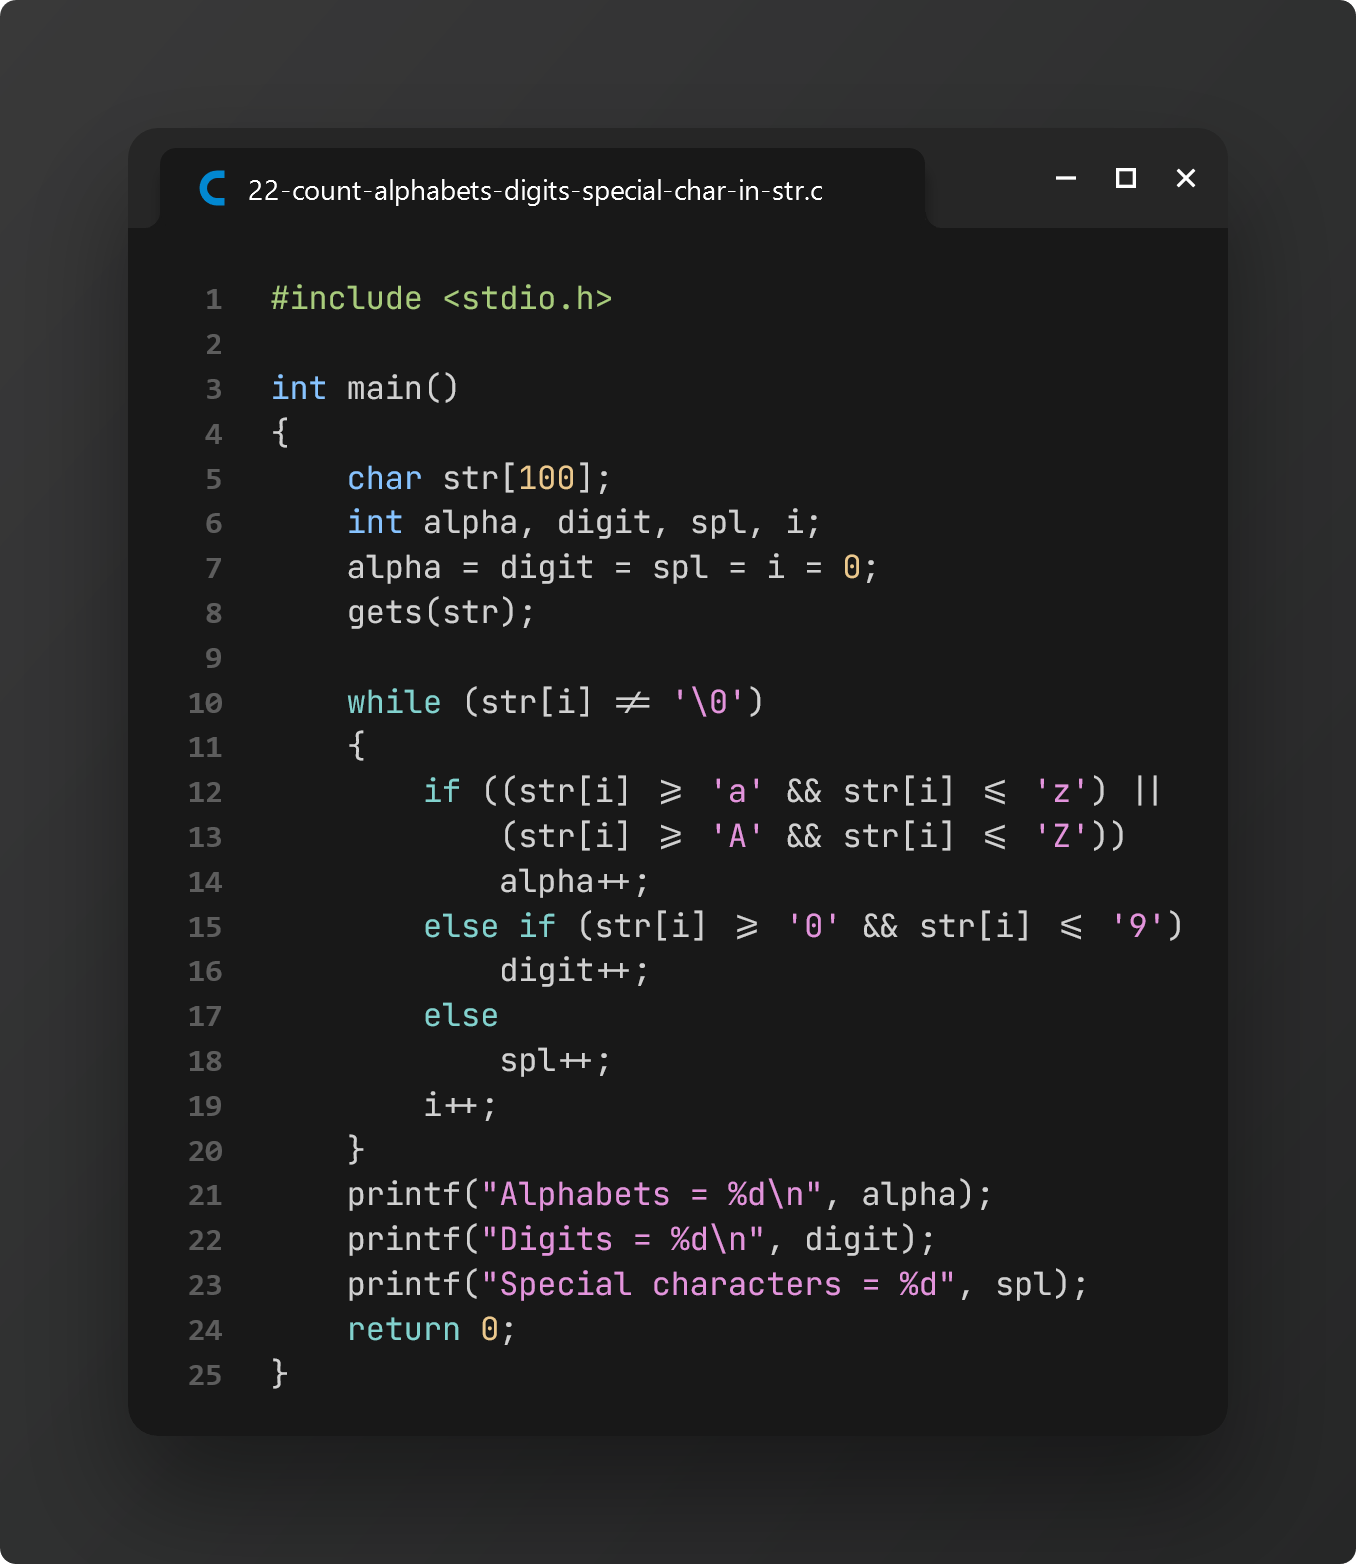 22-count-alphabets-digits-special-char-in-str.c
1 #include <stdio.h>
2
3 int main()
4 {
5     char str[100];
6     int alpha, digit, spl, i;
7     alpha = digit = spl = i = 0;
8     gets(str);
9
10     while (str[i] != '\0')
11     {
12         if ((str[i] >= 'a' && str[i] <= 'z') ||
13             (str[i] >= 'A' && str[i] <= 'Z'))
14             alpha++;
15         else if (str[i] >= '0' && str[i] <= '9')
16             digit++;
17         else
18             spl++;
19         i++;
20     }
21     printf("Alphabets = %d\n", alpha);
22     printf("Digits = %d\n", digit);
23     printf("Special characters = %d", spl);
24     return 0;
25 }